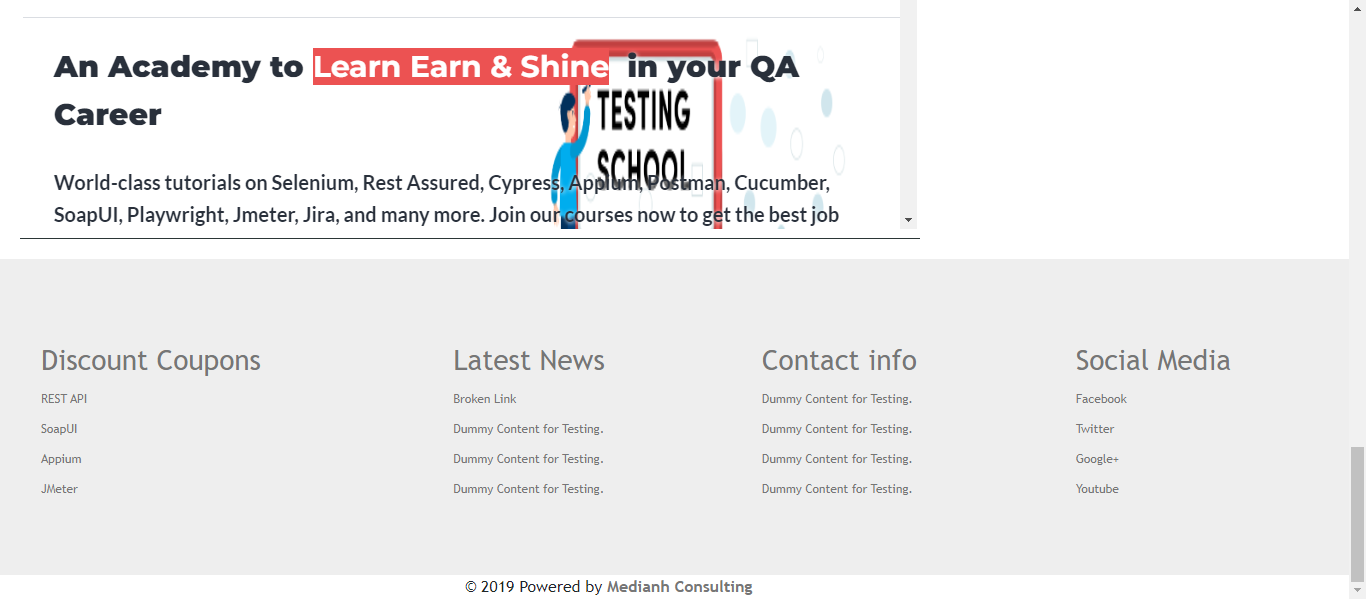 An Academy to Learn Earn & Shine in your QA
Career
TESTING
SCHOOL
World-class tutorials on Selenium, Rest Assured, Cypress, Appium, Postman, Cucumber,
SoapUI, Playwright, Jmeter, Jira, and many more. Join our courses now to get the best job
Discount Coupons
REST API
SoapUI
Appium
JMeter
Latest News
Broken Link
Dummy Content for Testing.
Dummy Content for Testing.
Dummy Content for Testing.
Contact info
Dummy Content for Testing.
Dummy Content for Testing.
Dummy Content for Testing.
Dummy Content for Testing.
Social Media
Facebook
Twitter
Google+
Youtube
© 2019 Powered by Medianh Consulting